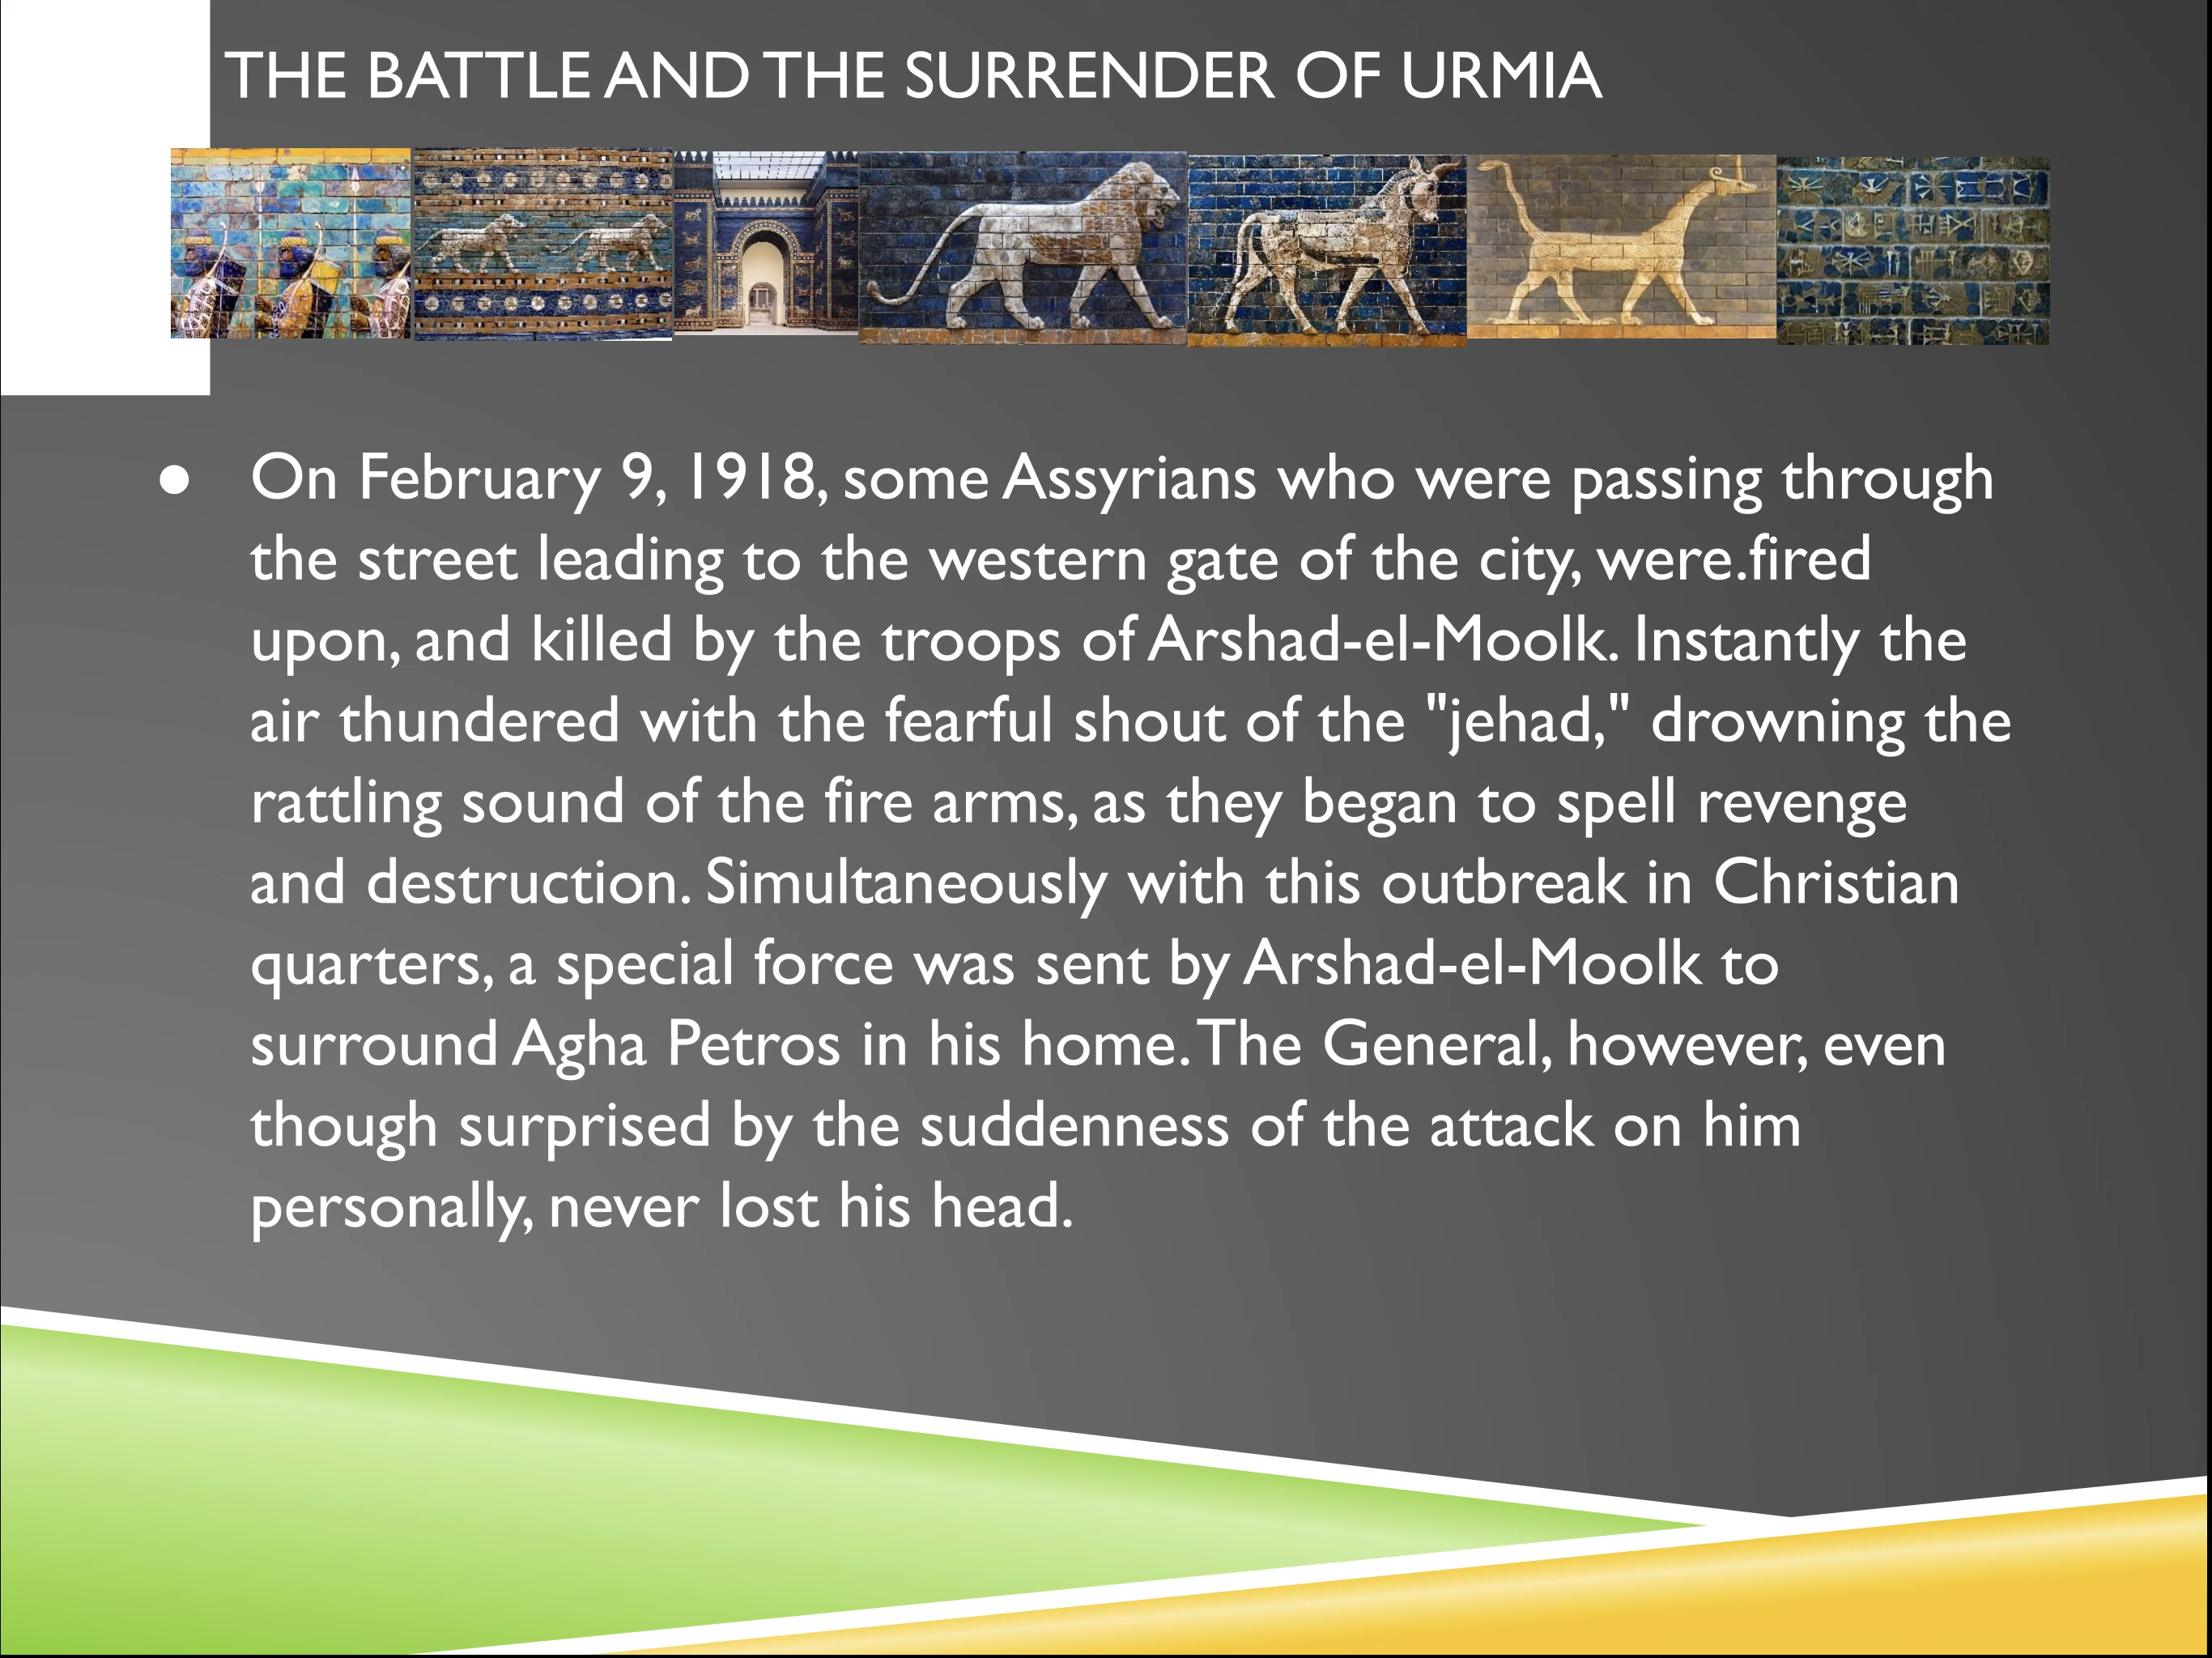 THE BATTLE AND THE SURRENDER OF URMIA
● On February 9, 1918, some Assyrians who were passing through
the street leading to the western gate of the city, were.fired
upon, and killed by the troops of Arshad-el-Moolk. Instantly the
air thundered with the fearful shout of the "jehad," drowning the
rattling sound of the fire arms, as they began to spell revenge
and destruction. Simultaneously with this outbreak in Christian
quarters, a special force was sent by Arshad-el-Moolk to
surround Agha Petros in his home. The General, however, even
though surprised by the suddenness of the attack on him
personally, never lost his head.